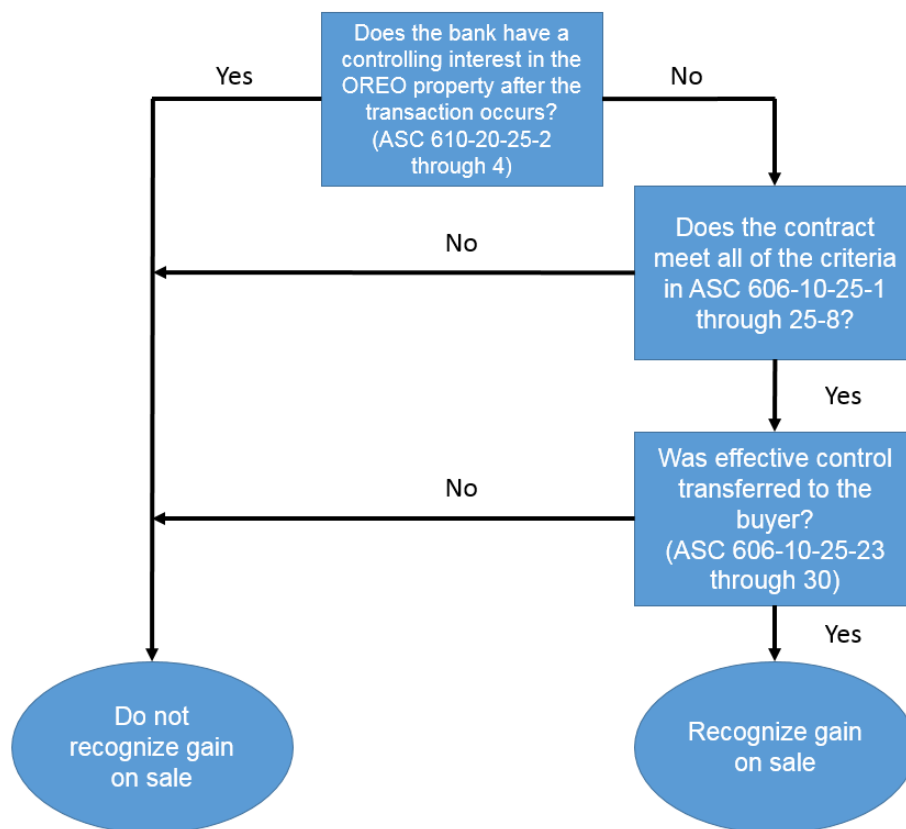 Does the bank have a
controlling interest in the
OREO property after the
transaction occurs?
(ASC 610-20-25-2
through 4)
Yes
No
Does the contract
meet all of the criteria
in ASC 606-10-25-1
through 25-8?
No
Yes
Was effective control
transferred to the
buyer?
(ASC 606-10-25-23
through 30)
No
Yes
Do not
recognize gain
on sale
Recognize gain
on sale